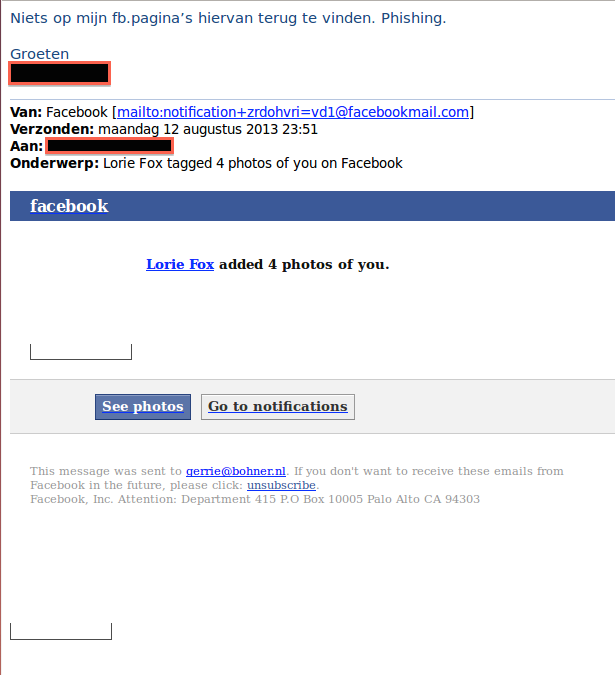 Niets op mijn fb.pagina’s hiervan terug te vinden. Phishing.
Groeten
Van: Facebook [mailto:notification+zrdohvri=vd1@facebookmail.com]
Verzonden: maandag 12 augustus 2013 23:51
Aan:
Onderwerp: Lorie Fox tagged 4 photos of you on Facebook
facebook
Lorie Fox added 4 photos of you.
See photos Go to notifications
This message was sent to gerrie@bohner.nl. If you don't want to receive these emails from
Facebook in the future, please click: unsubscribe.
Facebook, Inc. Attention: Department 415 P.O Box 10005 Palo Alto CA 94303